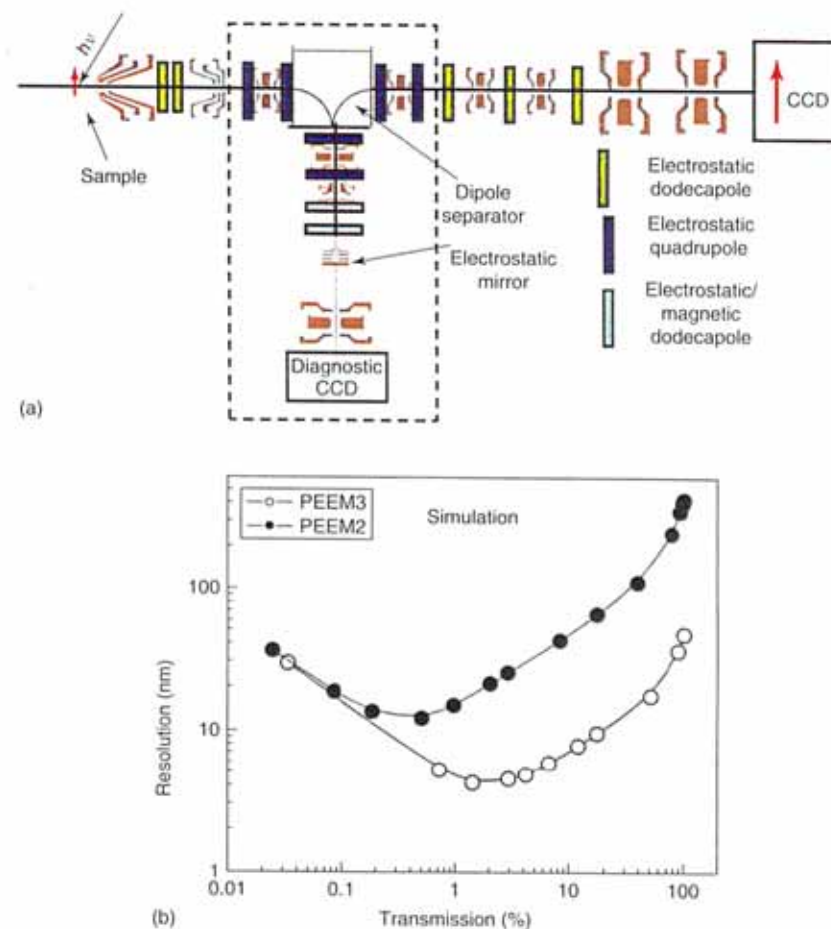 hν
Sample
CCD
Dipole
separator
Electrostatic
mirror
Electrostatic
dodecapole
Electrostatic
quadrupole
Electrostatic/
magnetic
dodecapole
Diagnostic
CCD
(a)
PEEM3
PEEM2
Simulation
100
10
1
Resolution (nm)
0.01
0.1
1
10
100
Transmission (%)
(b)